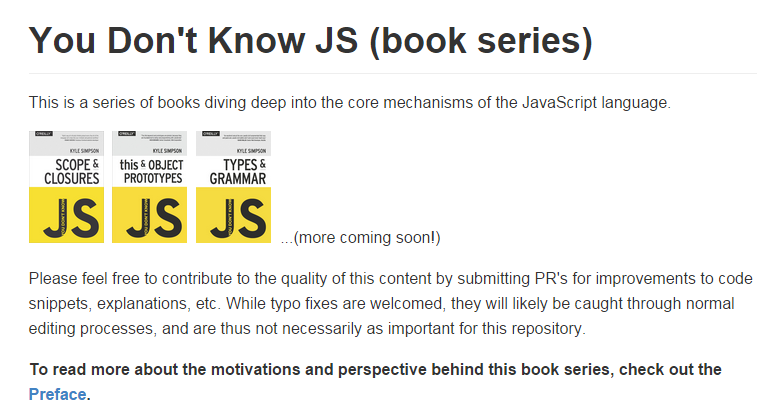 You Don't Know JS (book series)
This is a series of books diving deep into the core mechanisms of the JavaScript language.
O'REILLY
KYLE SIMPSON
SCOPE &
CLOSURES
YOU DON'T KNOW
JS
O'REILLY
KYLE SIMPSON
this & OBJECT
PROTOTYPES
YOU DON'T KNOW
JS
O'REILLY
KYLE SIMPSON
TYPES &
GRAMMAR
YOU DON'T KNOW
JS
...(more coming soon!)
Please feel free to contribute to the quality of this content by submitting PR's for improvements to code
snippets, explanations, etc. While typo fixes are welcomed, they will likely be caught through normal
editing processes, and are thus not necessarily as important for this repository.
To read more about the motivations and perspective behind this book series, check out the
Preface.